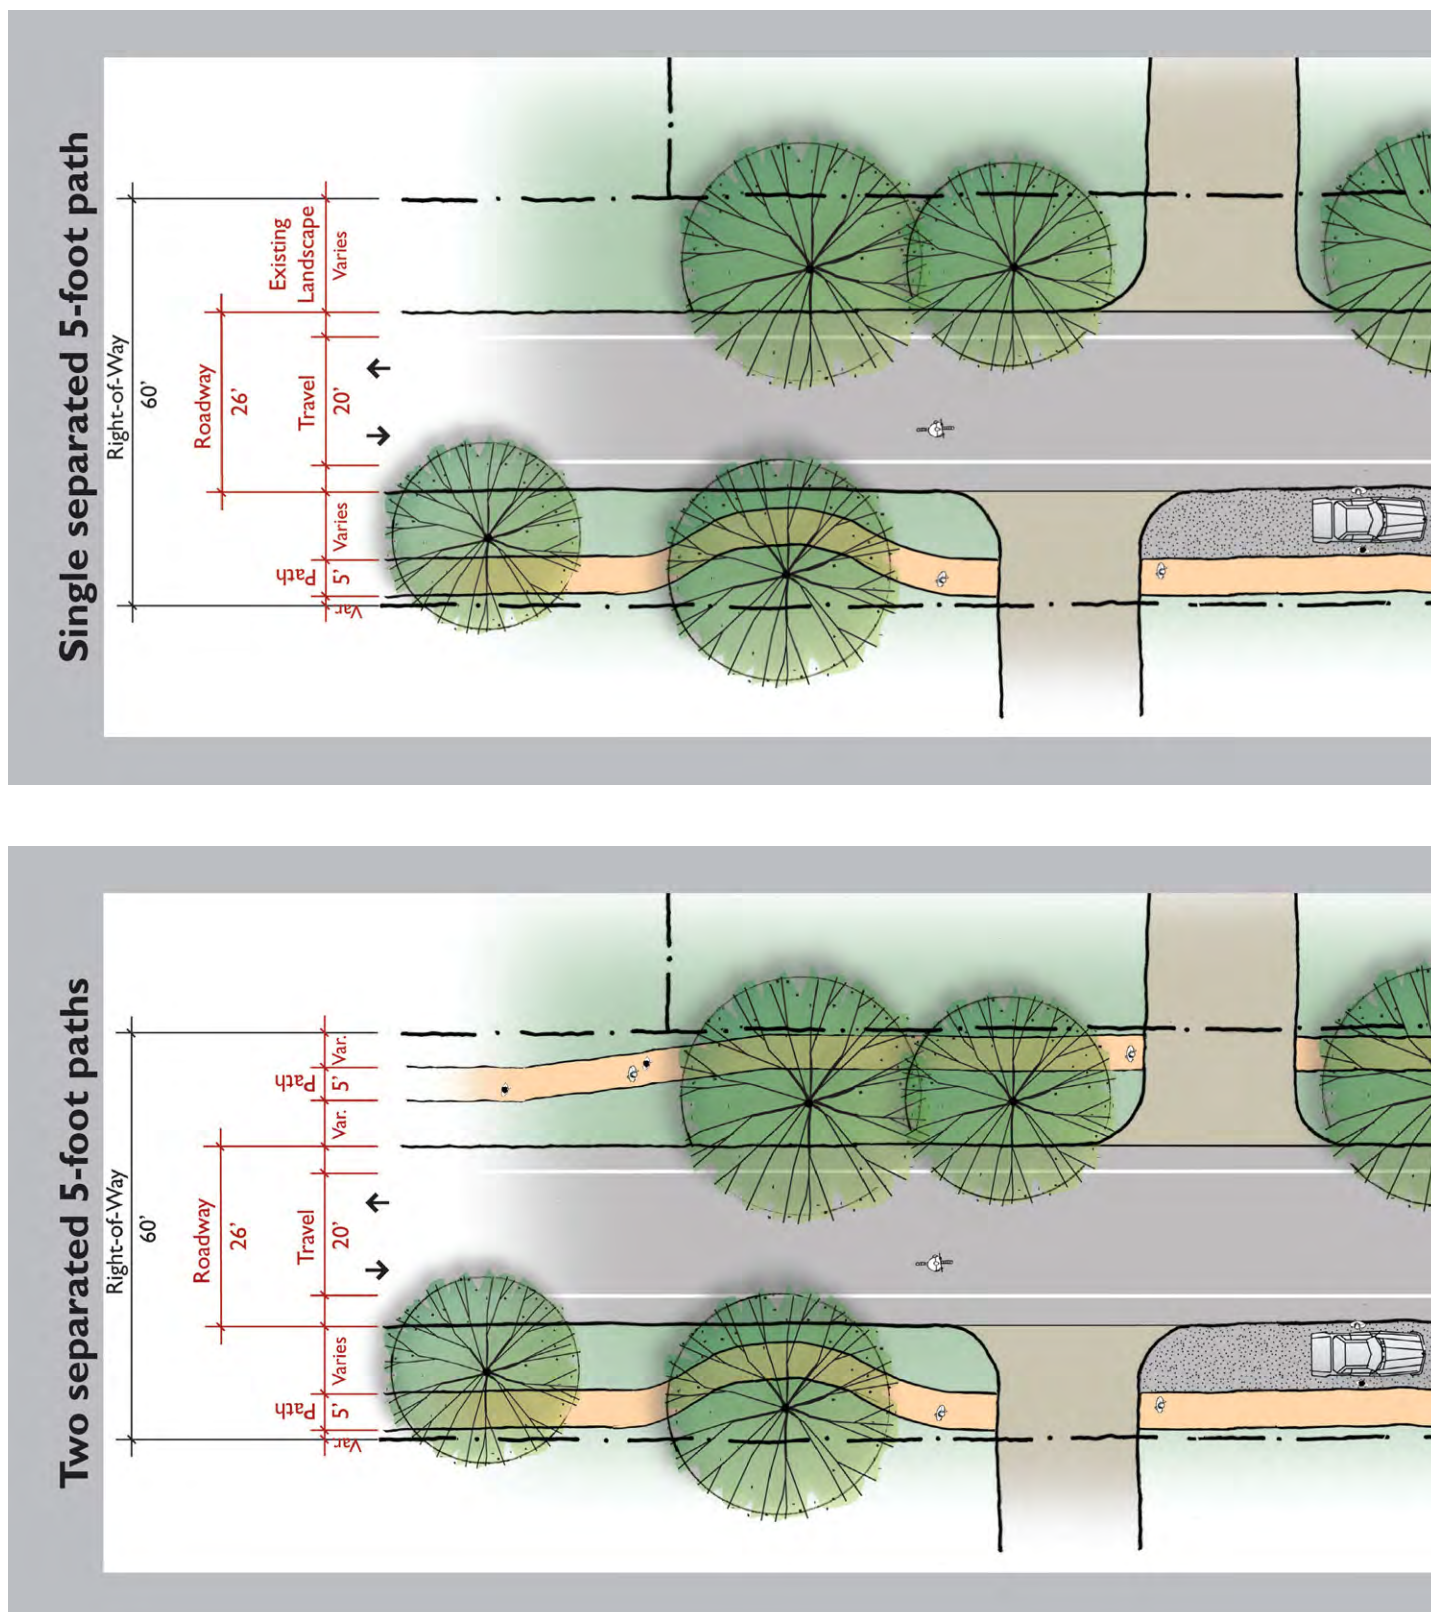 Single separated 5-foot path
Right-of-Way
60'
Roadway
26'
Existing
Landscape
Varies
Travel
20'
Varies
Path
5'
Var
Two separated 5-foot paths
Right-of-Way
60'
Roadway
26'
Var.
Path
5'
Var.
Travel
20'
Varies
Path
5'
Var.